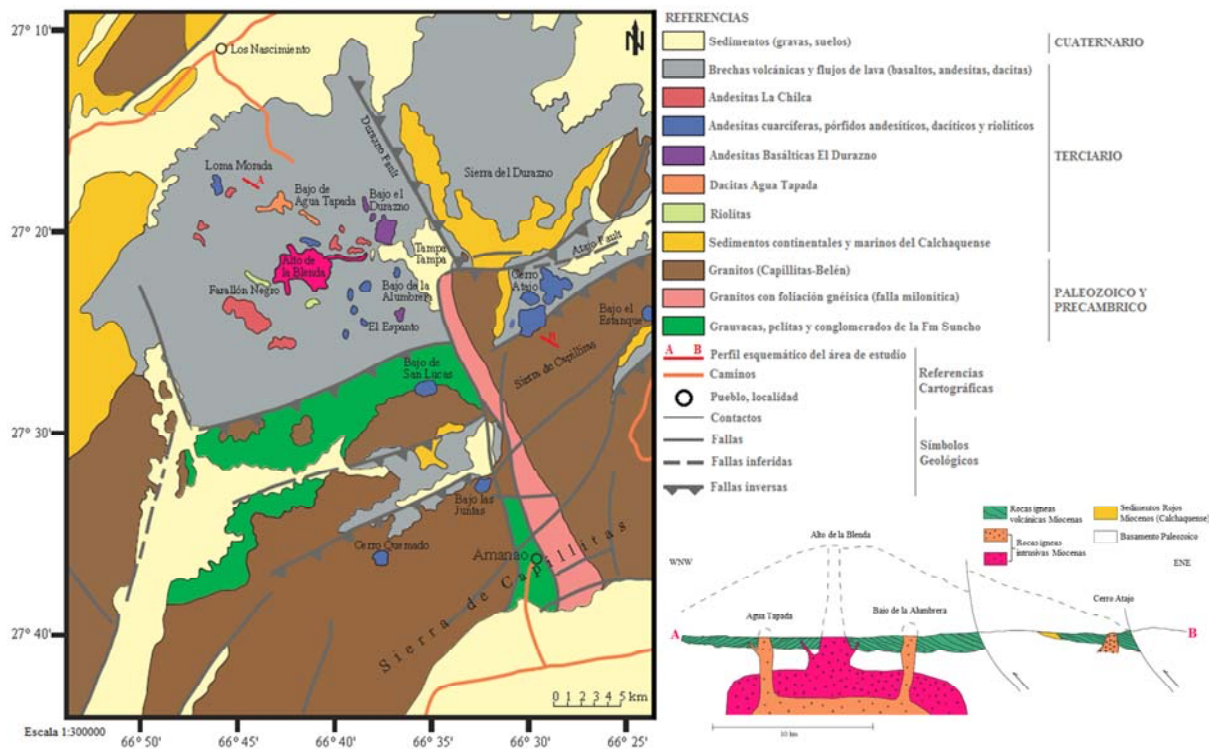 27° 10'
27° 20'
27° 30'
27° 40'
Escala 1:300000
66° 50'
66° 45'
66° 40'
66° 35'
66° 30'
66° 25'
N
Los Nascimiento
Durazno Fault
Loma Morada
A
Bajo de
Agua Tapada
Bajo el
Durazno
Sierra del Durazno
Tampa
Tampa
Atajo Fault
Alto de
la Blenda
Cerro
Atajo
Farallón Negro
Bajo de la
Alumbrera
El Espanto
Bajo el
Estanque
B
Sierra de Capillitas
Bajo de
San Lucas
Bajo las
Juntas
Cerro Quemado
Amanao
Sierra de Capillitas
0 1 2 3 4 5 km
REFERENCIAS
Sedimentos (gravas, suelos)
CUATERNARIO
Brechas volcánicas y flujos de lava (basaltos, andesitas, dacitas)
Andesitas La Chilca
Andesitas cuarcíferas, pórfidos andesíticos, dacíticos y riolíticos
Andesitas Basálticas El Durazno
TERCIARIO
Dacitas Agua Tapada
Riolitas
Sedimentos continentales y marinos del Calchaquense
Granitos (Capillitas-Belén)
Granitos con foliación gnéisica (falla milonítica)
PALEOZOICO Y
PRECAMBRICO
Grauvacas, pelitas y conglomerados de la Fm Suncho
A B
Perfil esquemático del área de estudio
Caminos
Pueblo, localidad
Referencias
Cartográficas
Contactos
Fallas
Fallas inferidas
Fallas inversas
Símbolos
Geológicos
Rocas ígneas
volcánicas Miocenas
Rocas ígneas
intrusivas Miocenas
Sedimentos Rojos
Miocenos (Calchaquense)
Basamento Paleozoico
WNW
Alto de la Blenda
ENE
Agua Tapada
Bajo de la Alumbrera
Cerro Atajo
A
B
10 km